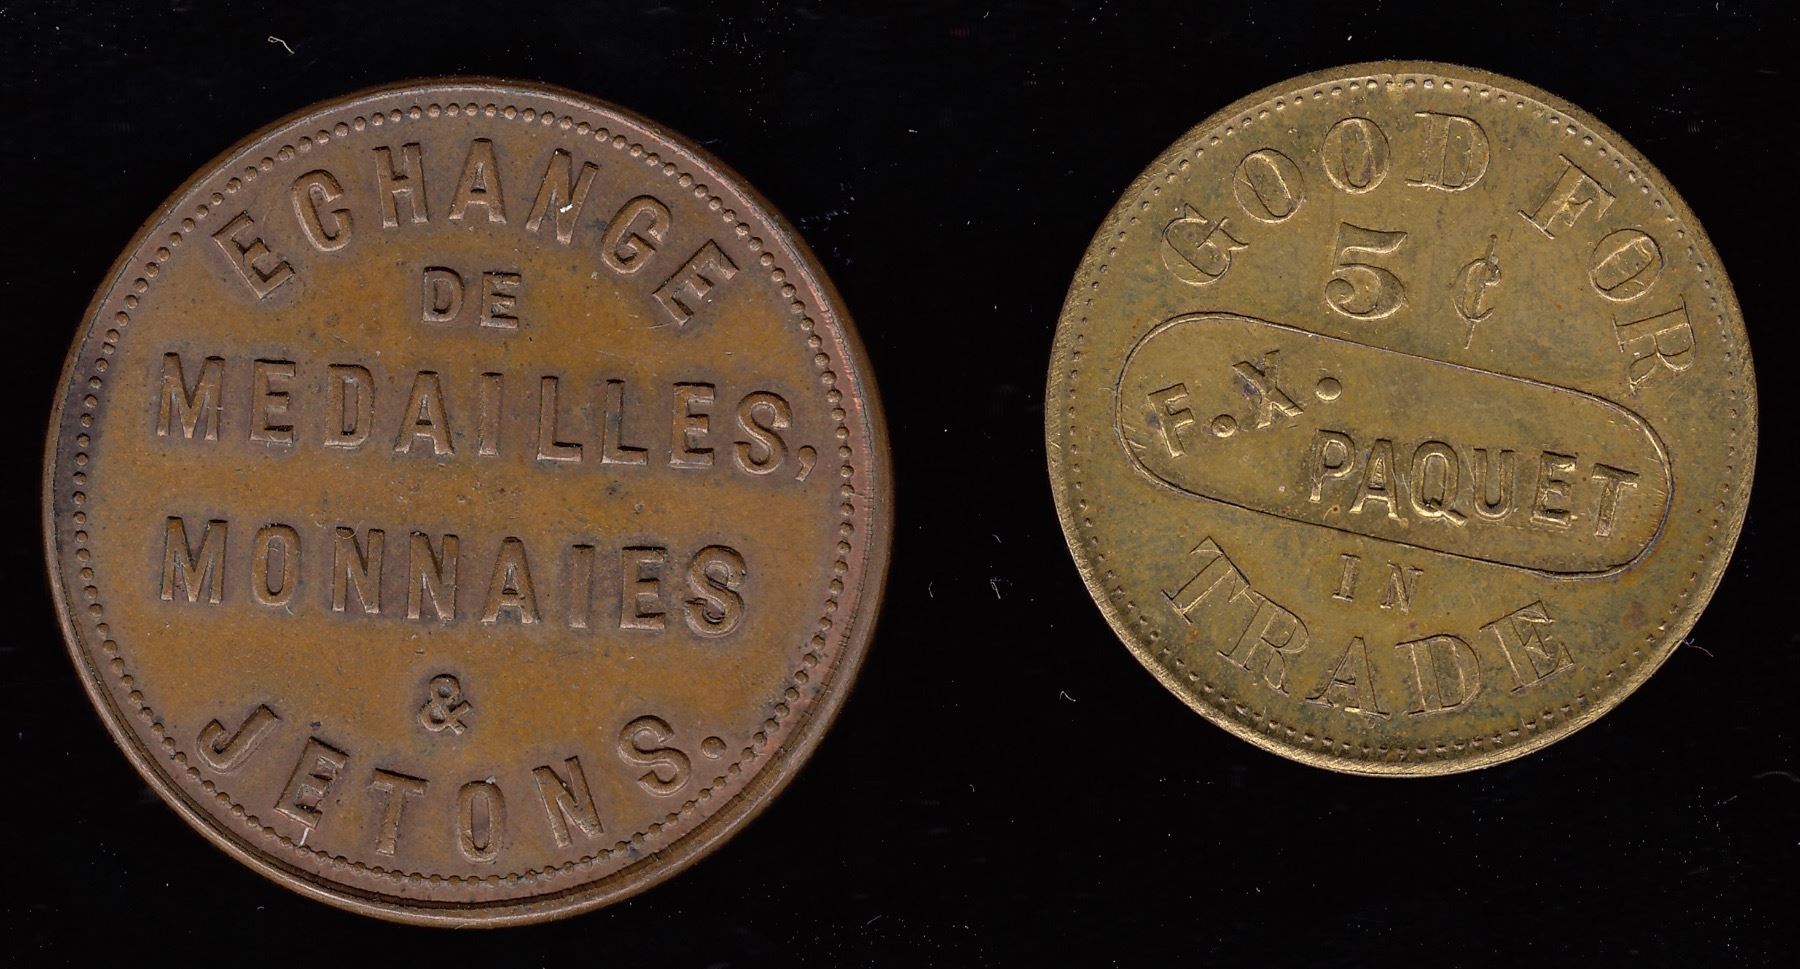 ECHANGE
DE
MEDAILLES,
MONNAIES
&
JETONS.
GOOD FOR
5 ¢
F.X.
PAQUET
IN
TRADE